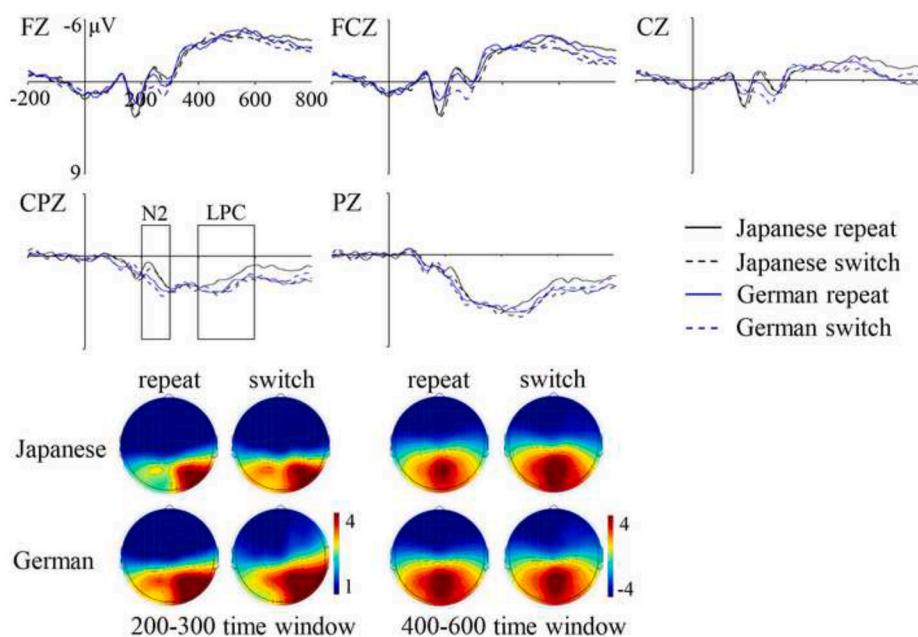 FZ
-6 µV
FCZ
CZ
-200
200
400
600
800
9
CPZ
N2
LPC
PZ
Japanese repeat
Japanese switch
German repeat
German switch
repeat
switch
repeat
switch
Japanese
German
4
1
4
-4
200-300 time window
400-600 time window